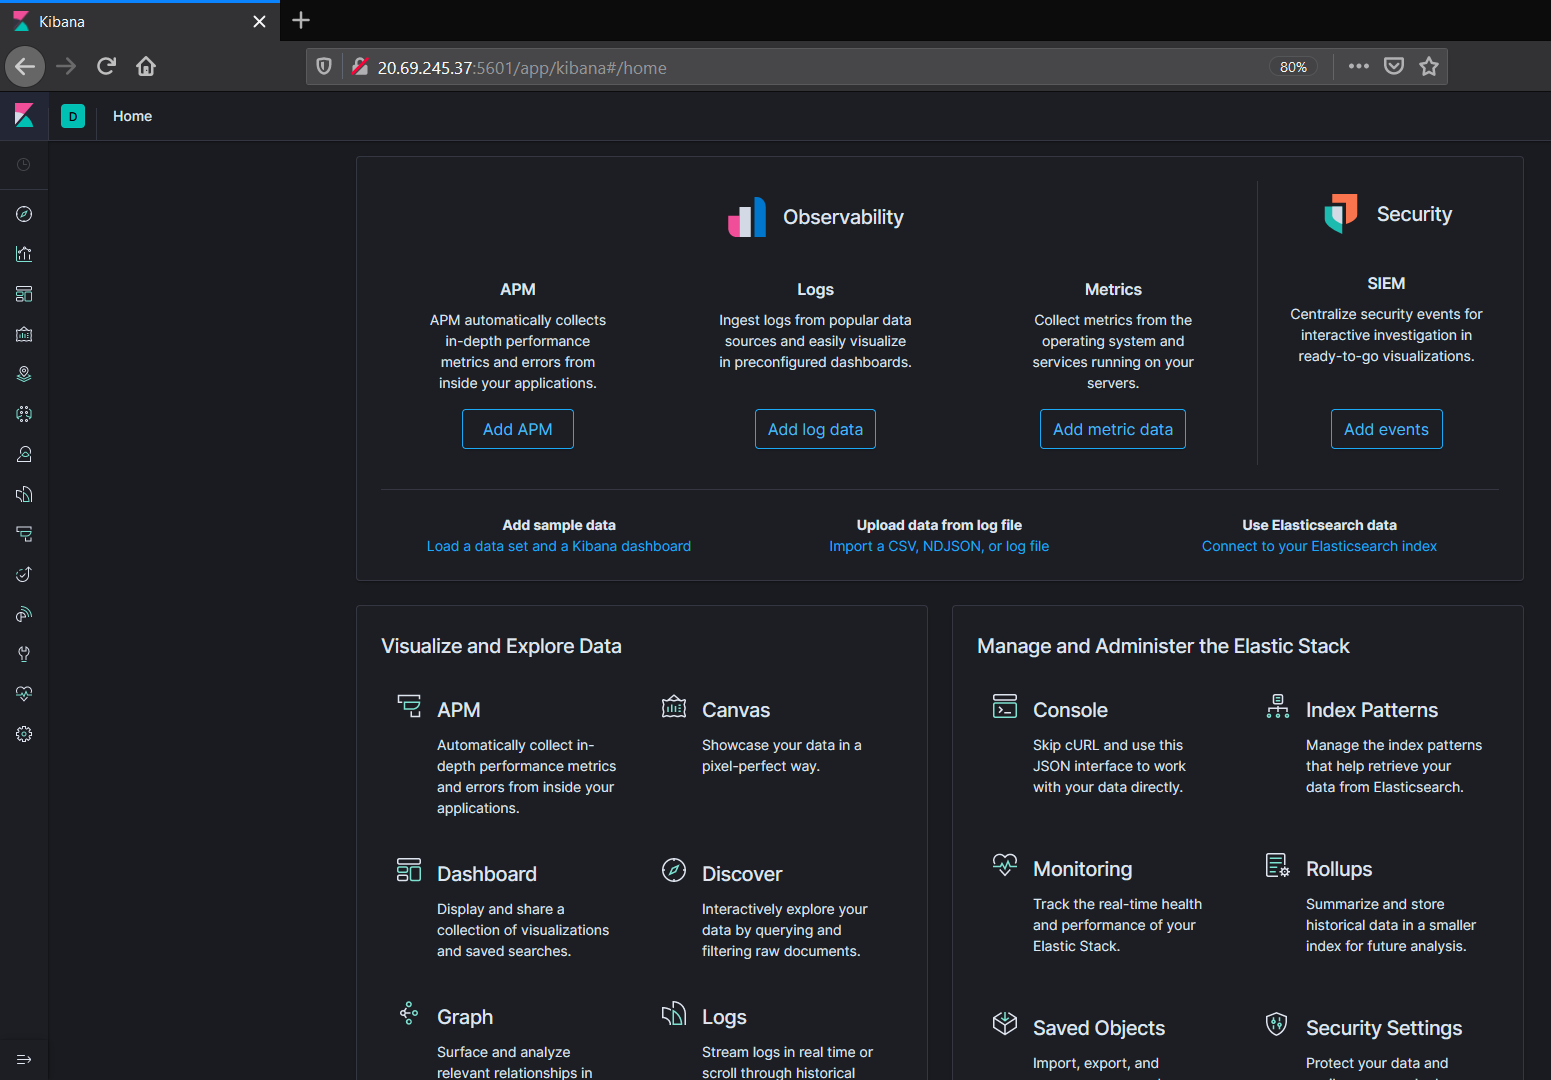 Kibana
20.69.245.37:5601/app/kibana#/home
80%
D
Home
Observability
Security
APM
APM automatically collects
in-depth performance
metrics and errors from
inside your applications.
Add APM
Logs
Ingest logs from popular data
sources and easily visualize
in preconfigured dashboards.
Add log data
Metrics
Collect metrics from the
operating system and
services running on your
servers.
Add metric data
SIEM
Centralize security events for
interactive investigation in
ready-to-go visualizations.
Add events
Add sample data
Load a data set and a Kibana dashboard
Upload data from log file
Import a CSV, NDJSON, or log file
Use Elasticsearch data
Connect to your Elasticsearch index
Visualize and Explore Data
APM
Automatically collect in-
depth performance metrics
and errors from inside your
applications.
Canvas
Showcase your data in a
pixel-perfect way.
Dashboard
Display and share a
collection of visualizations
and saved searches.
Discover
Interactively explore your
data by querying and
filtering raw documents.
Graph
Surface and analyze
relevant relationships in
Logs
Stream logs in real time or
scroll through historical
Manage and Administer the Elastic Stack
Console
Skip cURL and use this
JSON interface to work
with your data directly.
Index Patterns
Manage the index patterns
that help retrieve your
data from Elasticsearch.
Monitoring
Track the real-time health
and performance of your
Elastic Stack.
Rollups
Summarize and store
historical data in a smaller
index for future analysis.
Saved Objects
Import, export, and
Security Settings
Protect your data and